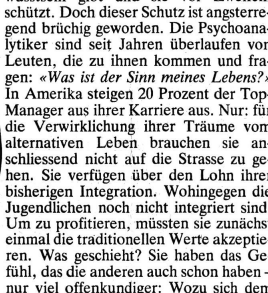 schützt. Doch dieser Schutz ist angsterre-
gend brüchig geworden. Die Psychoana-
lytiker sind seit Jahren überlaufen von
Leuten, die zu ihnen kommen und fra-
gen: «Was ist der Sinn meines Lebens?»
In Amerika steigen 20 Prozent der Top-
Manager aus ihrer Karriere aus. Nur: für
die Verwirklichung ihrer Träume vom
alternativen Leben brauchen sie an-
schliessend nicht auf die Strasse zu ge-
hen. Sie verfügen über den Lohn ihrer
bisherigen Integration. Wohingegen die
Jugendlichen noch nicht integriert sind.
Um zu profitieren, müssten sie zunächst
einmal die traditionellen Werte akzeptie-
ren. Was geschieht? Sie haben das Ge-
fühl, das die anderen auch schon haben –
nur viel offenkundiger: Wozu sich dem